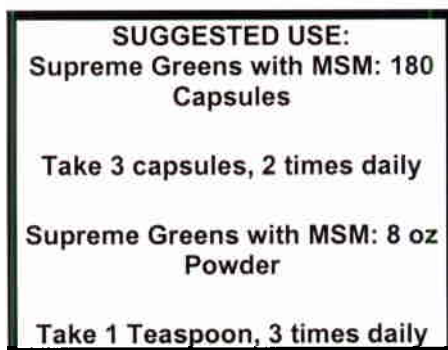 SUGGESTED USE:
Supreme Greens with MSM: 180
Capsules
Take 3 capsules, 2 times daily
Supreme Greens with MSM: 8 oz
Powder
Take 1 Teaspoon, 3 times daily